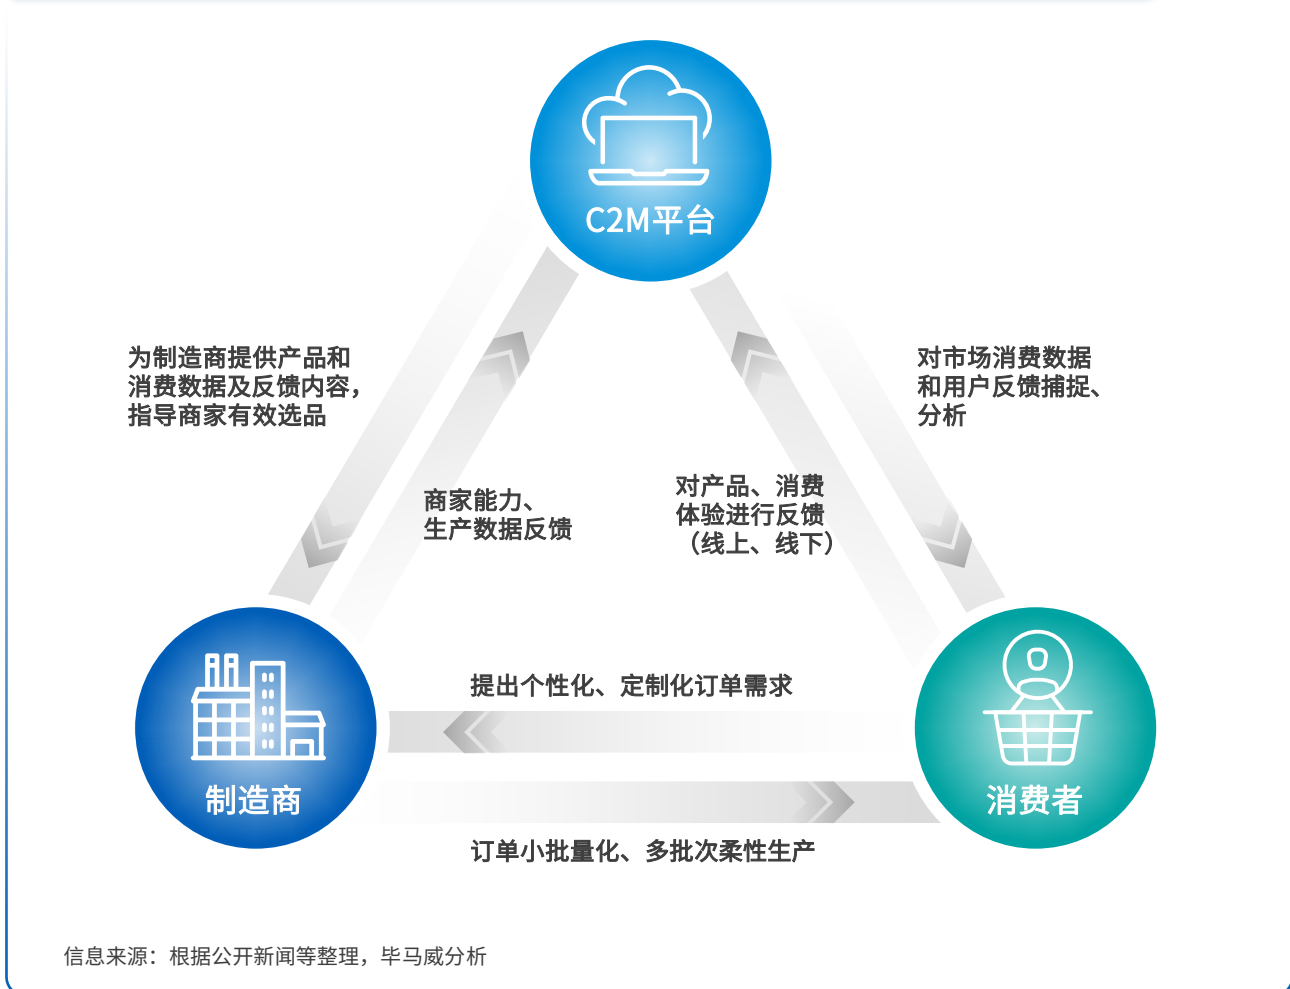 C2M平台
为制造商提供产品和
消费数据及反馈内容，
指导商家有效选品
对市场消费数据
和用户反馈捕捉、
分析
商家能力、
生产数据反馈
对产品、消费
体验进行反馈
（线上、线下）
提出个性化、定制化订单需求
制造商
消费者
订单小批量化、多批次柔性生产
信息来源：根据公开新闻等整理，毕马威分析